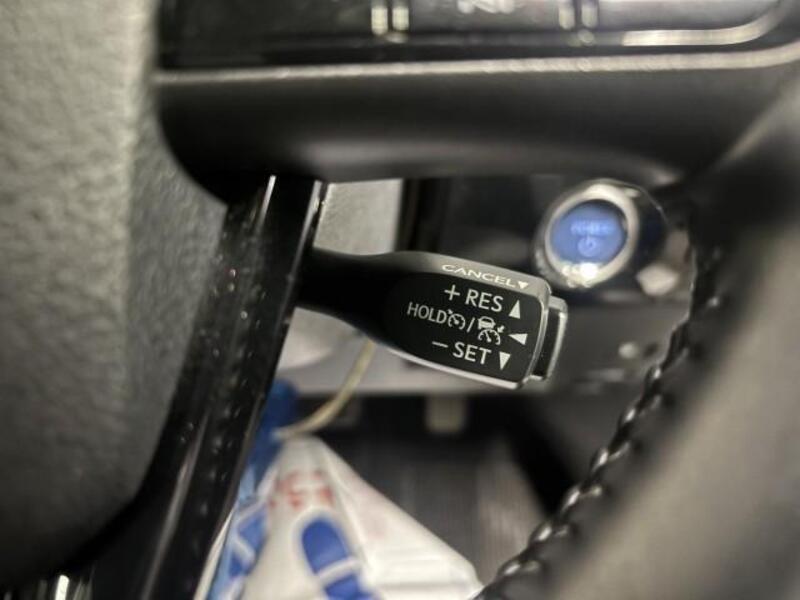 CANCEL▼
+ RES ▲
HOLD / ◀
− SET ▼